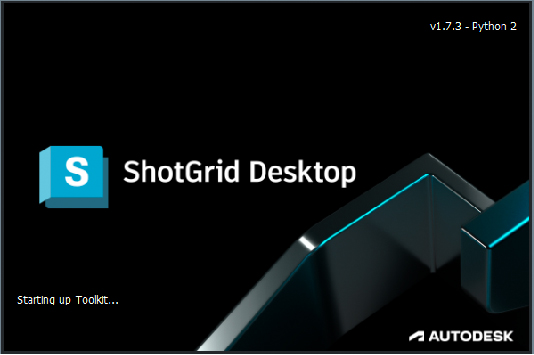 v1.7.3 - Python 2
S
ShotGrid Desktop
Starting up Toolkit...
AUTODESK